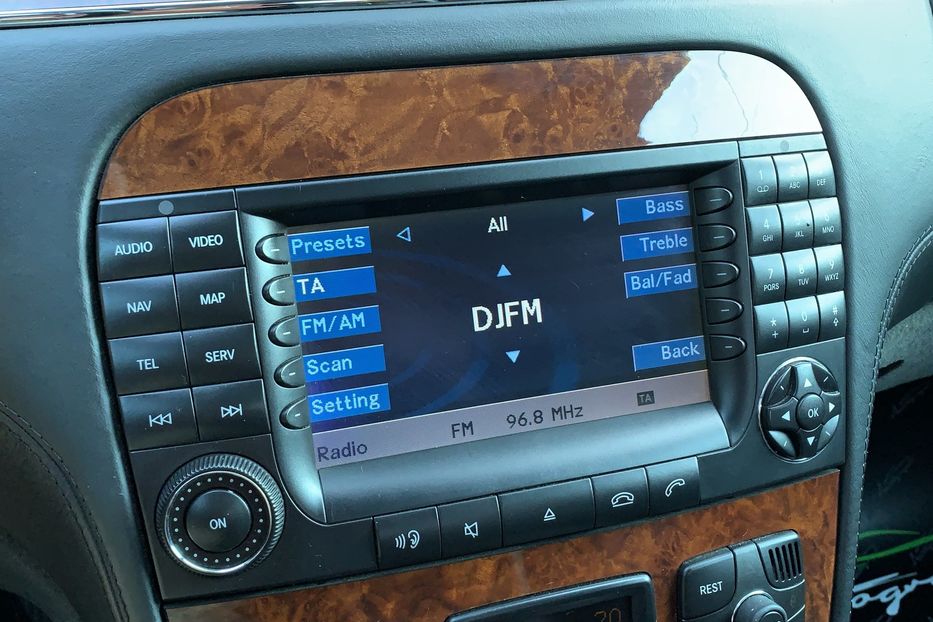 AUDIO VIDEO
NAV MAP
TEL SERV
ON
Presets
TA
FM/AM
Scan
Setting
All
DJFM
Bass
Treble
Bal/Fad
Back
Radio FM 96.8 MHz TA
1 ABC DEF
4 GHI 5 JKL 6 MNO
7 PQRS 8 TUV 9 WXYZ
* + 0 #
OK
REST